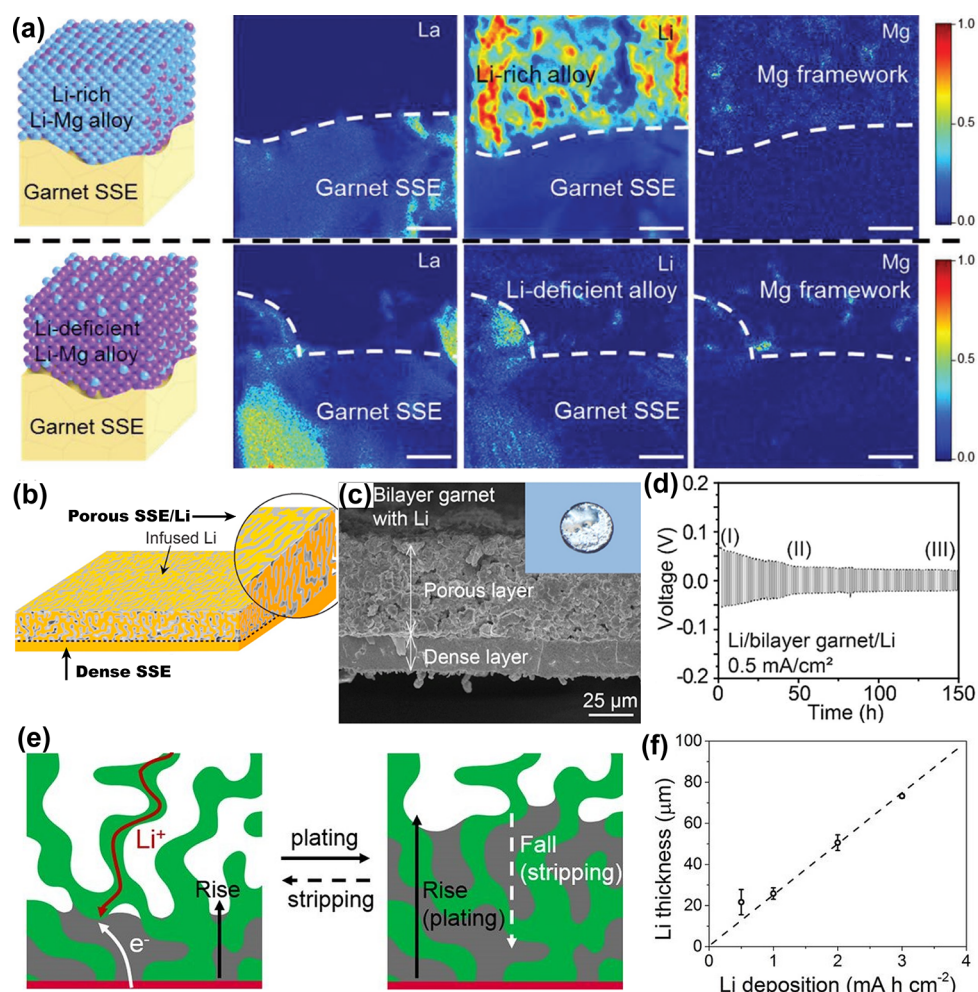 (a)
Li-rich
Li-Mg alloy
Garnet SSE
La
Garnet SSE
Li
Li-rich alloy
Garnet SSE
Mg
Mg framework
1.0
0.5
0.0
Li-deficient
Li-Mg alloy
Garnet SSE
La
Garnet SSE
Li
Li-deficient alloy
Garnet SSE
Mg
Mg framework
1.0
0.5
0.0
(b)
Porous SSE/Li
Infused Li
Dense SSE
(c)
Bilayer garnet
with Li
Porous layer
Dense layer
25 μm
(d)
Voltage (V)
0.2
0.1
0.0
-0.1
-0.2
(I)
(II)
(III)
Li/bilayer garnet/Li
0.5 mA/cm²
0
50
100
150
Time (h)
(e)
Li+
e-
Rise
plating
stripping
Rise
(plating)
Fall
(stripping)
(f)
Li thickness (μm)
100
80
60
40
20
0
0
1
2
3
4
Li deposition (mA h cm-2)